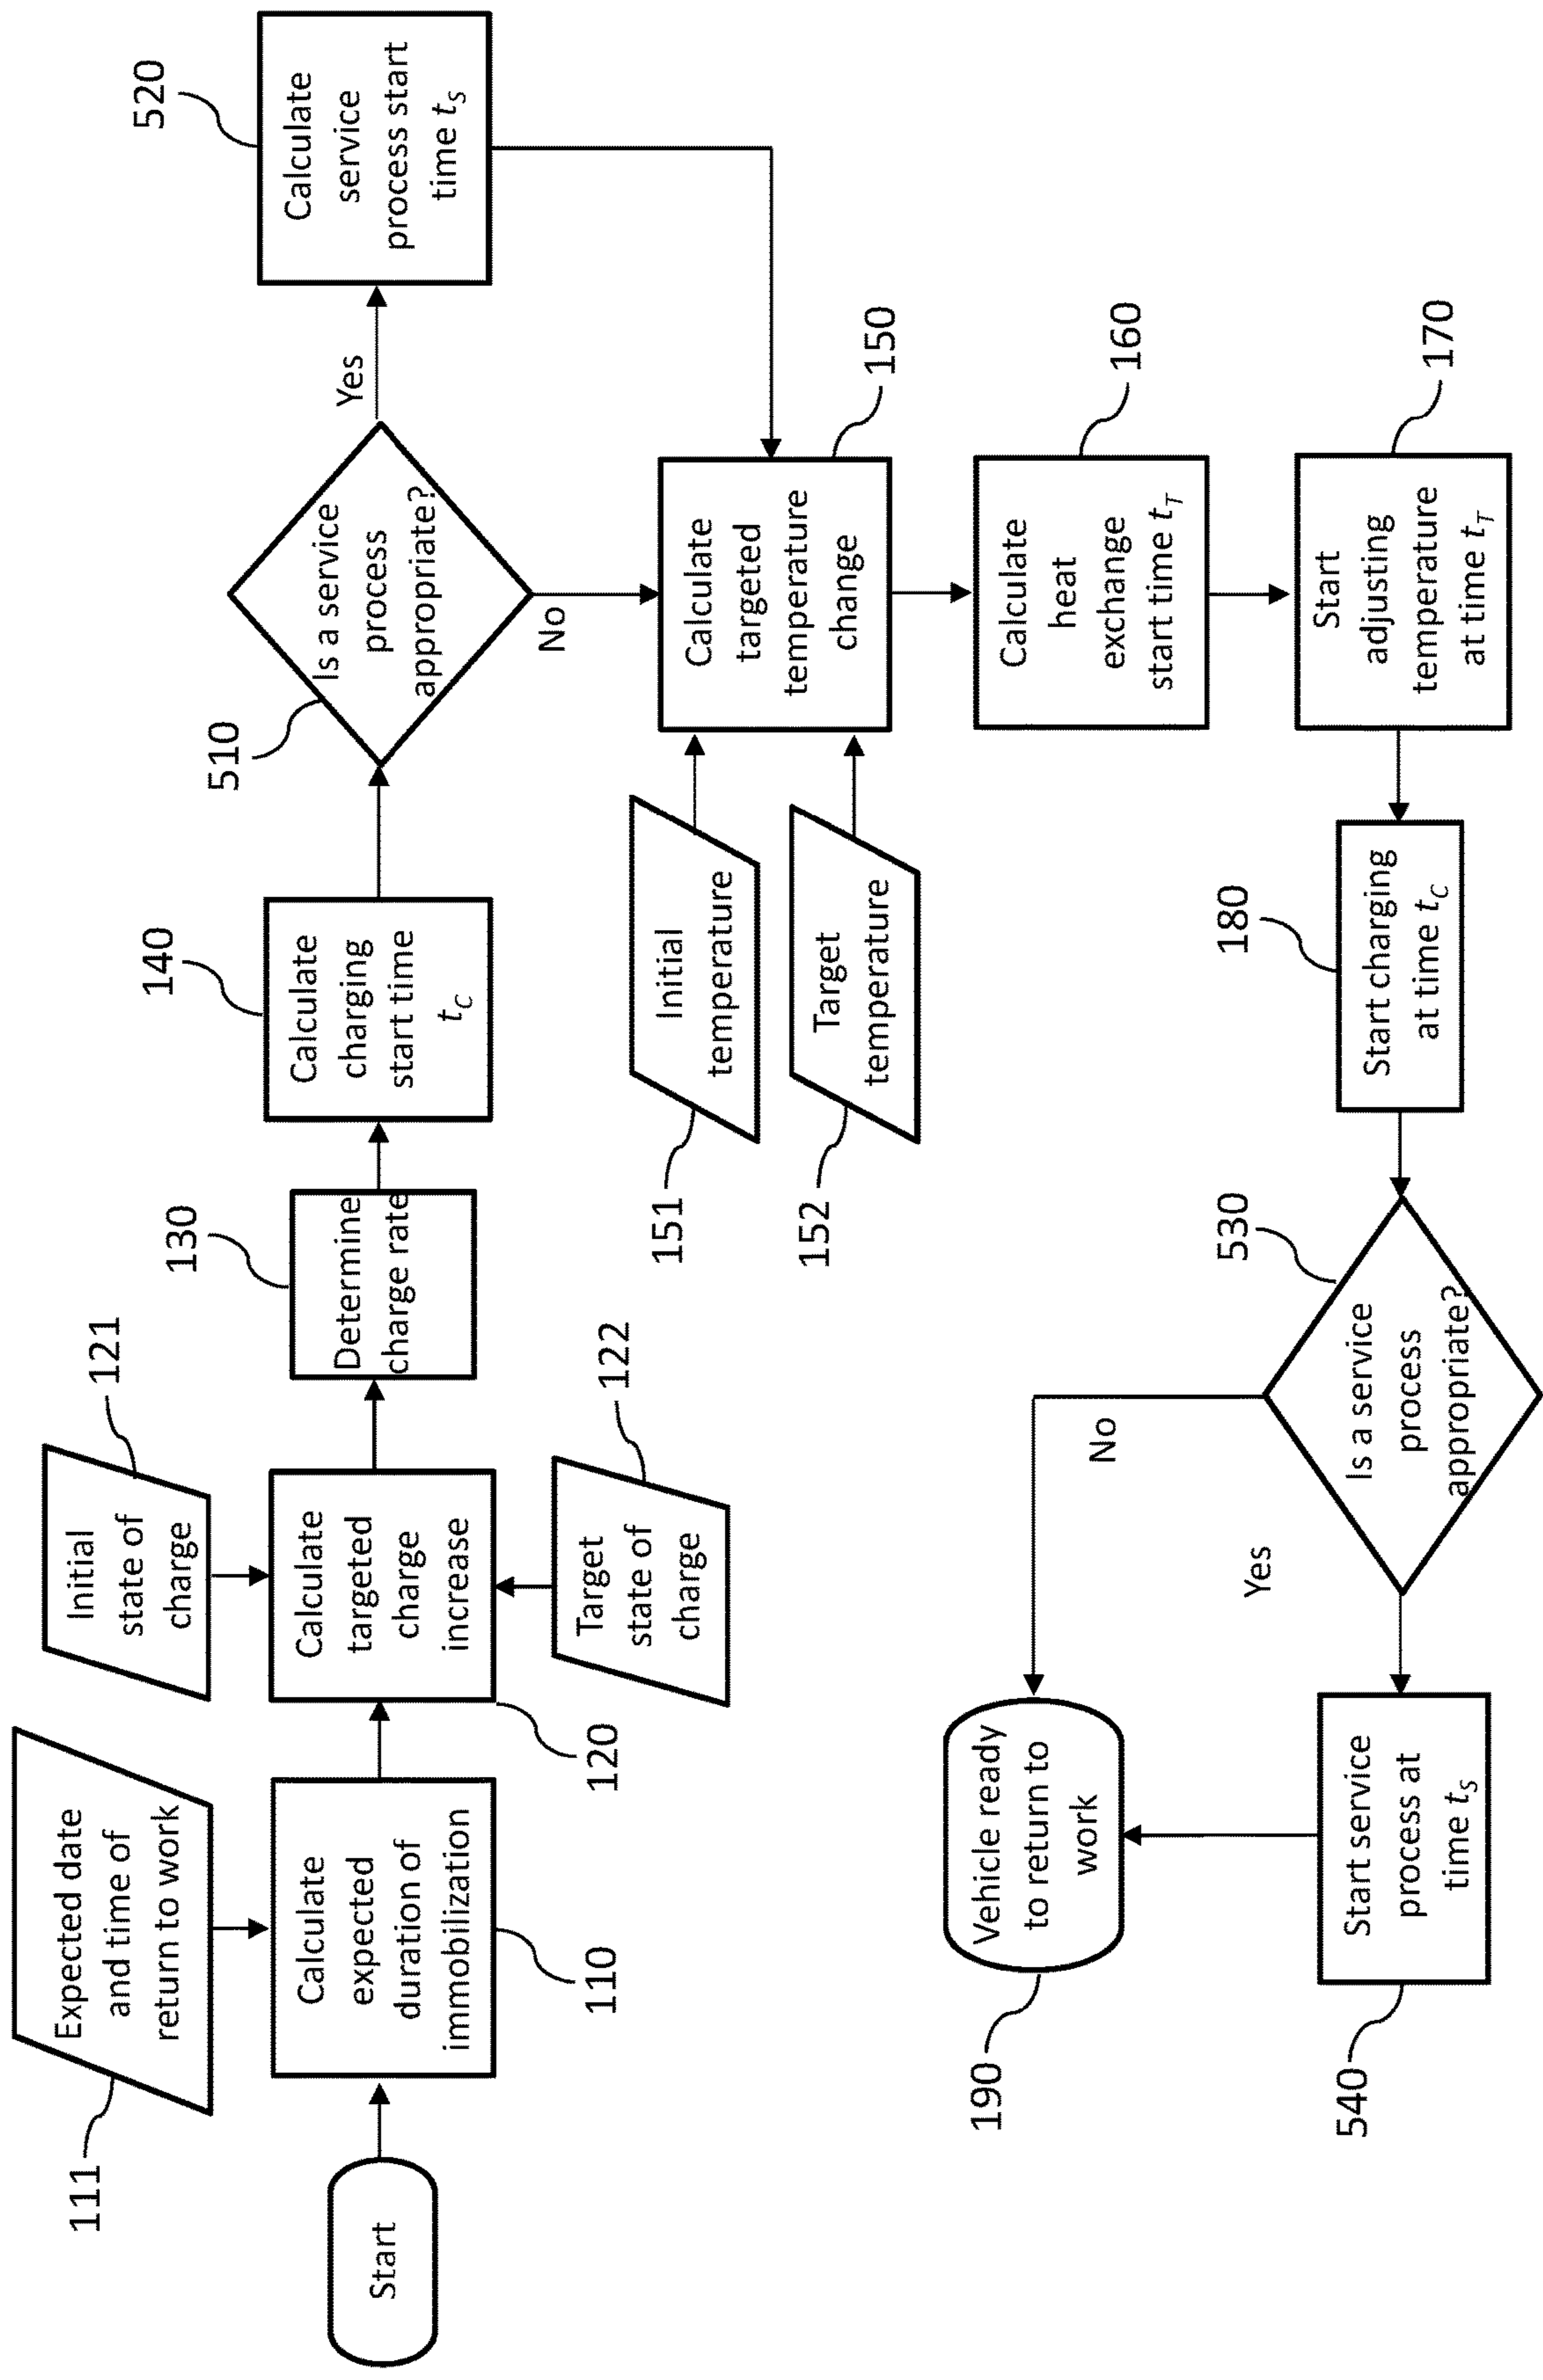 Start
111
Expected date
and time of
return to work
Calculate
expected
duration of
immobilization
110
121
Initial
state of
charge
Calculate
targeted
charge
increase
120
Target
state of
charge
122
130
Determine
charge rate
140
Calculate
charging
start time
tC
510
Is a service
process
appropriate?
Yes
No
520
Calculate
service
process start
time tS
151
Initial
temperature
152
Target
temperature
Calculate
targeted
temperature
change
150
Calculate
heat
exchange
start time tT
160
Start
adjusting
temperature
at time tT
170
180
Start charging
at time tC
530
Is a service
process
appropriate?
No
Yes
540
Start service
process at
time tS
190
Vehicle ready
to return to
work